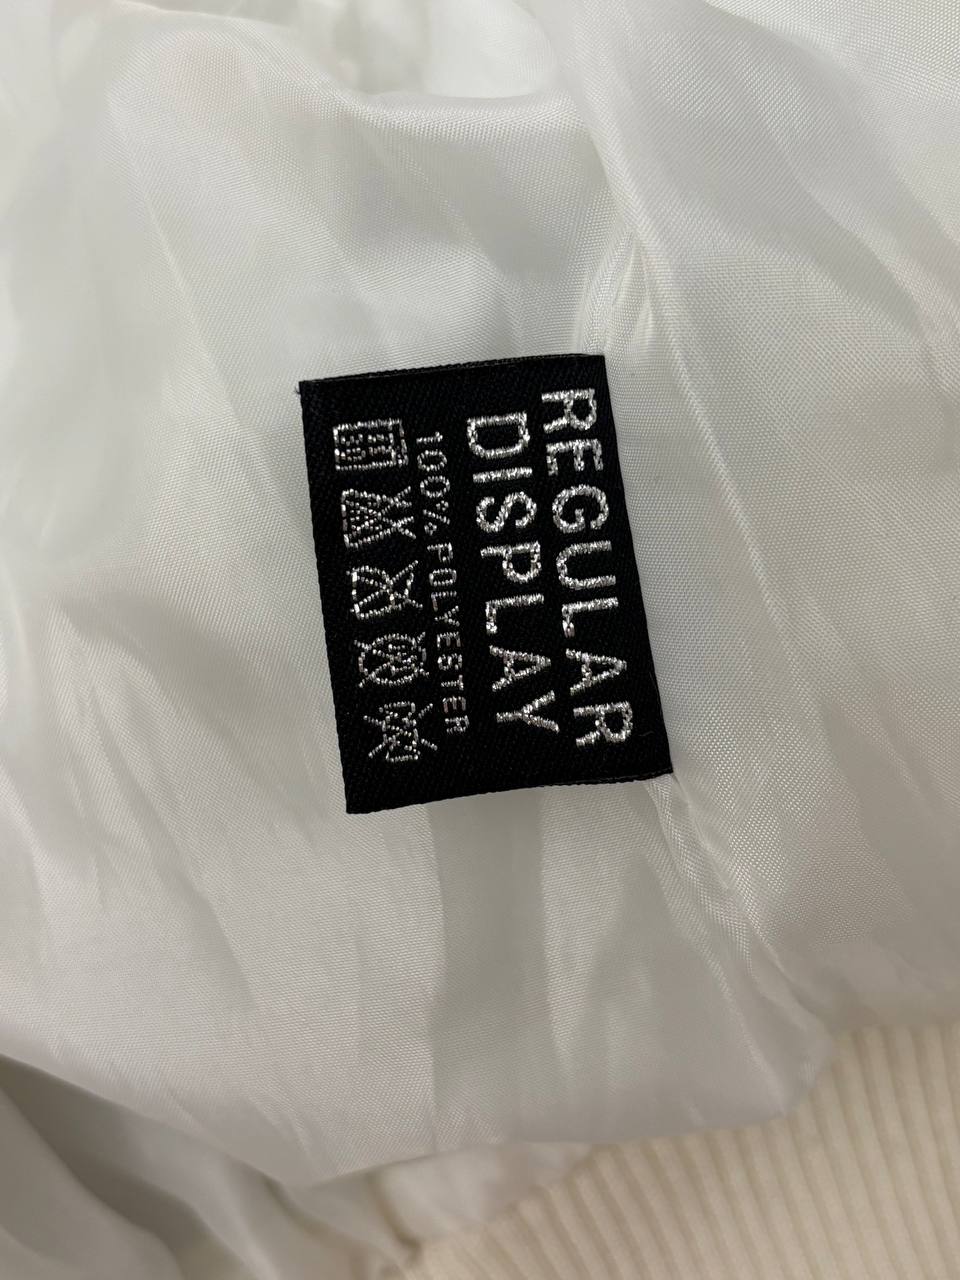 REGULAR
DISPLAY
100% POLYESTER